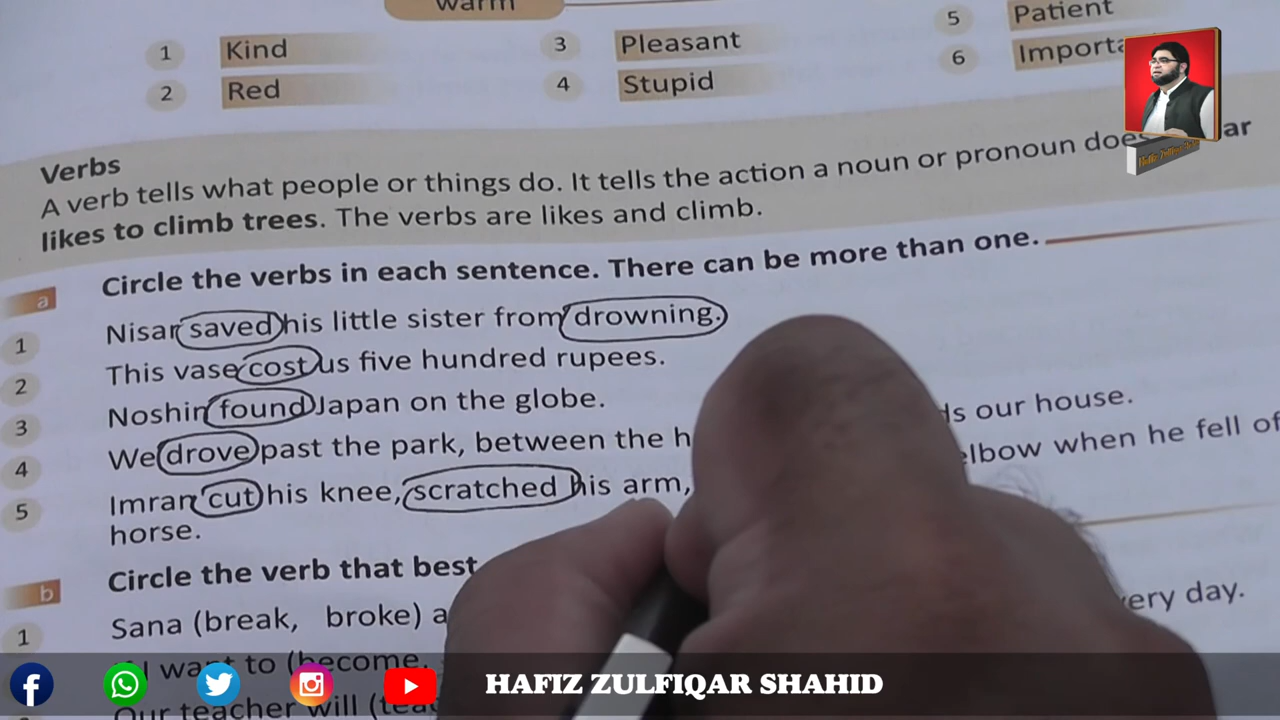 warm
1 Kind 3 Pleasant 5 Patient
2 Red 4 Stupid 6
Verbs
A verb tells what people or things do. It tells the action a noun or pronoun
likes to climb trees. The verbs are likes and climb.
a Circle the verbs in each sentence. There can be more than one.
1 Nisar saved his little sister from drowning.
2 This vase cost us five hundred rupees.
3 Noshin found Japan on the globe.
4 We drove past the park, between the our house.
5 Imran cut his knee, scratched his arm, elbow when he fell of
horse.
b Circle the verb that best
1 Sana (break, broke) every day.
I want to (become,
Our teacher will
HAFIZ ZULFIQAR SHAHID